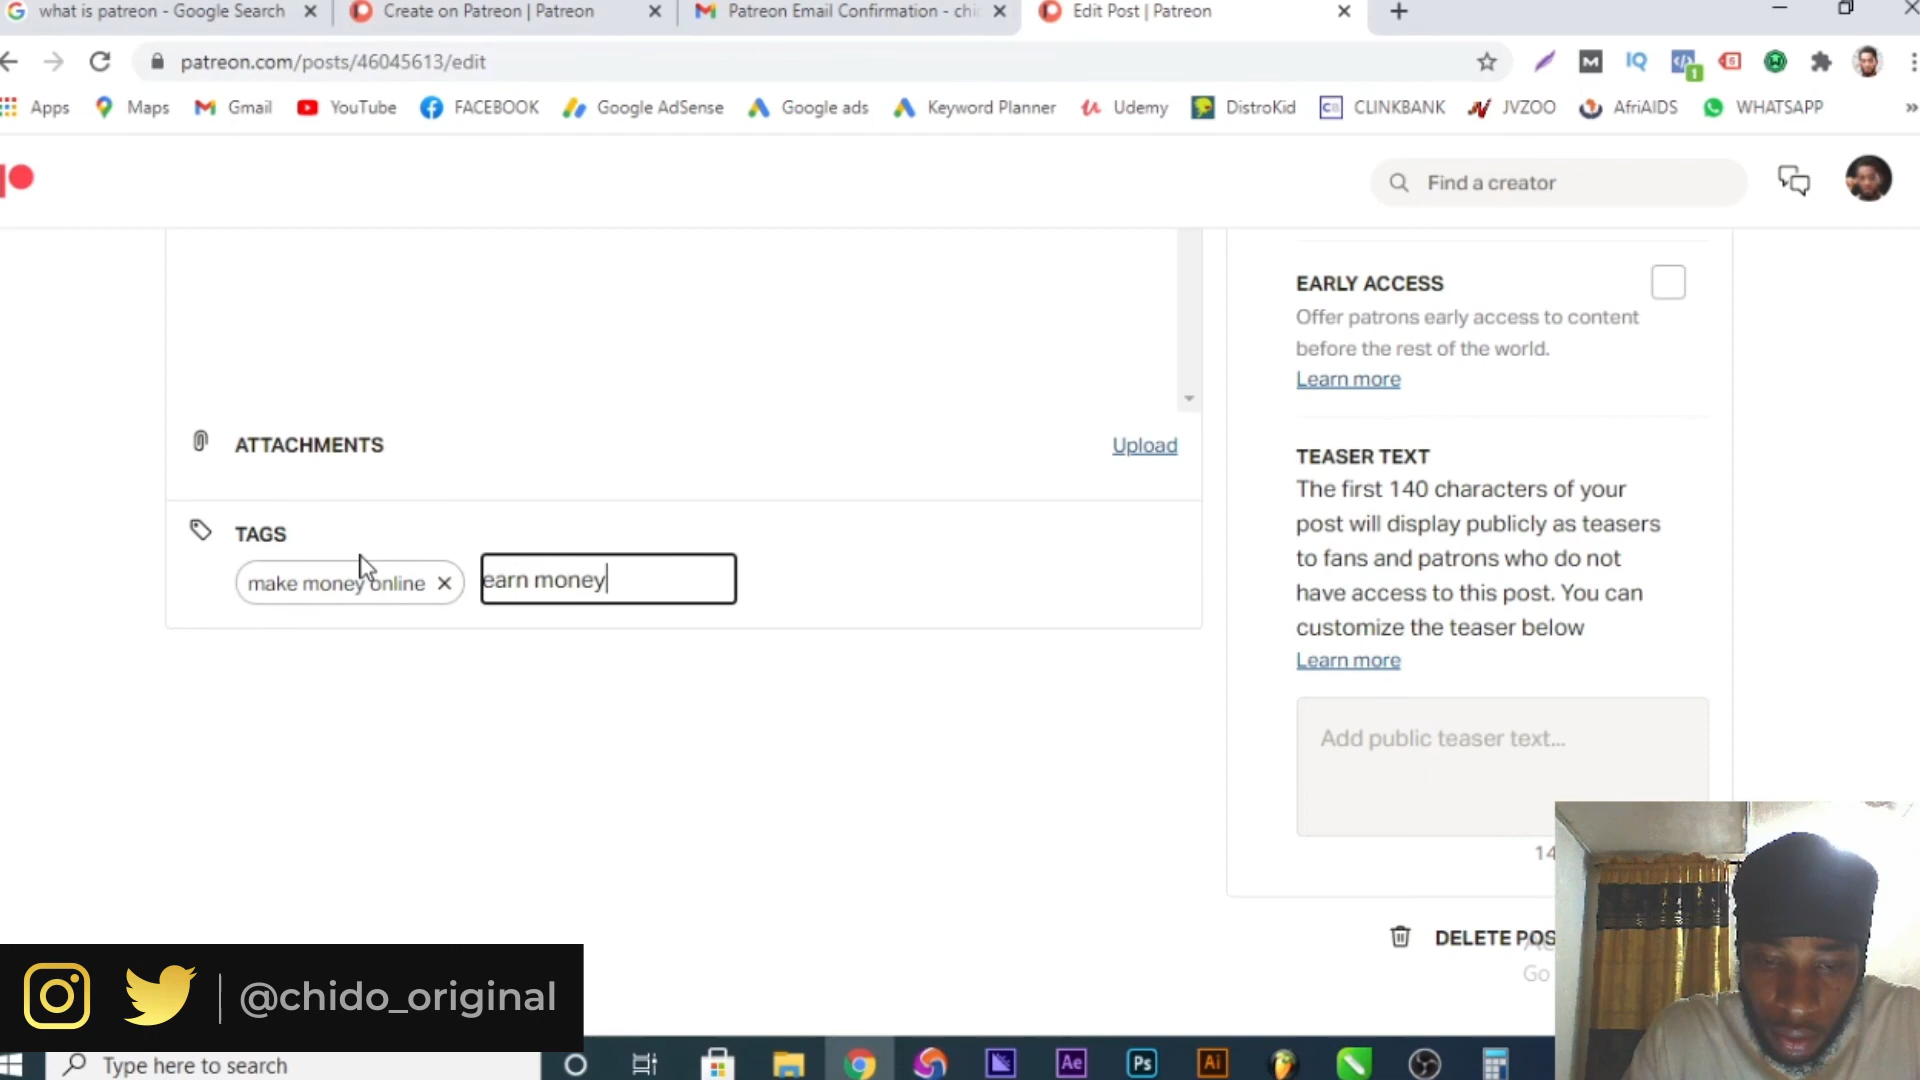 what is patreon - Google Search
Create on Patreon | Patreon
Patreon Email Confirmation - chi
Edit Post | Patreon
patreon.com/posts/46045613/edit
Apps
Maps
Gmail
YouTube
FACEBOOK
Google AdSense
Google ads
Keyword Planner
Udemy
DistroKid
CLINKBANK
JVZOO
AfriAIDS
WHATSAPP
Find a creator
EARLY ACCESS
Offer patrons early access to content
before the rest of the world.
Learn more
ATTACHMENTS
Upload
TAGS
make money online
earn money
TEASER TEXT
The first 140 characters of your
post will display publicly as teasers
to fans and patrons who do not
have access to this post. You can
customize the teaser below
Learn more
Add public teaser text...
14
DELETE POS
Go
@chido_original
Type here to search
Ae
Ps
Ai